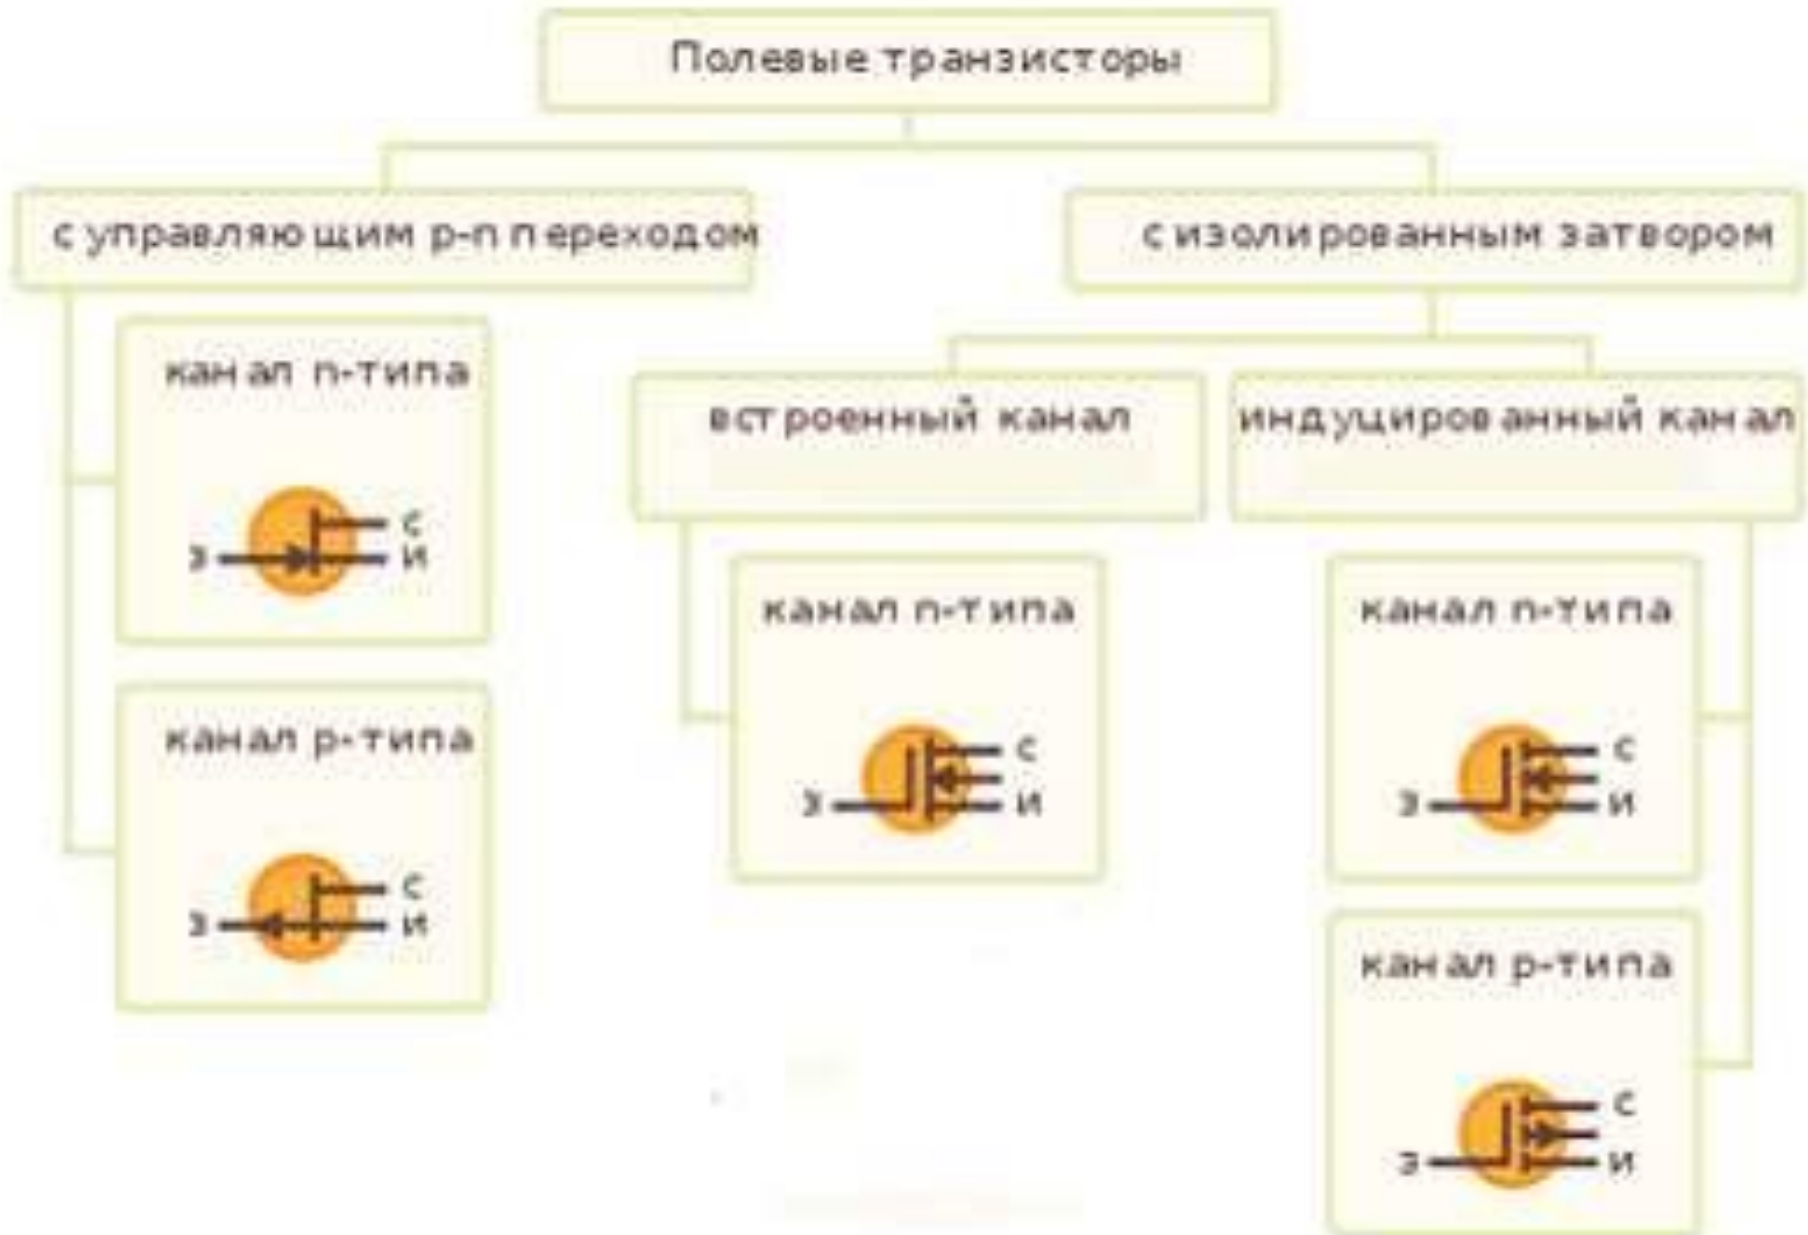 Полевые транзисторы
с управляющим р-n переходом
с изолированным затвором
канал n-типа
С
З
И
канал р-типа
С
З
И
встроенный канал
канал n-типа
С
З
И
индуцированный канал
канал n-типа
С
З
И
канал р-типа
С
З
И